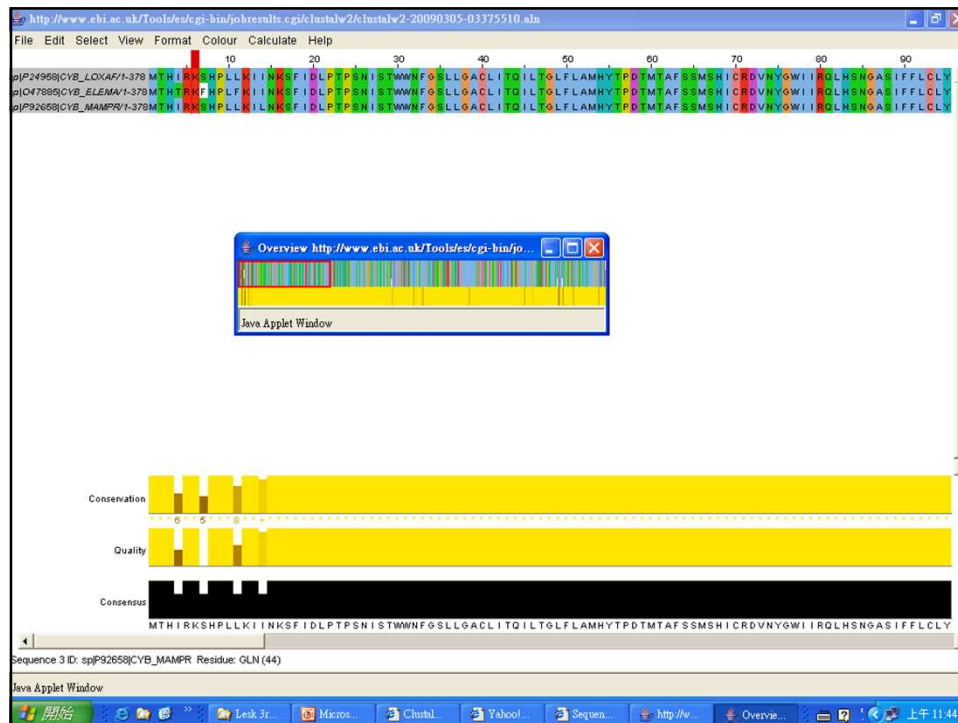 http://www.ebi.ac.uk/Tools/es/cgi-bin/jobresults.cgi/clustalw2/clustalw2-20090305-03375510.aln
File Edit Select View Format Colour Calculate Help
10 20 30 40 50 60 70 80 90
sp|P24958|CYB_LOXAF/1-378 MTHIRKSHPLLKIINKSFIDLPTPSNISTWWNFGSLLGACLITQILTGLFLAMHYTPDTMTAFSSMSHICRDVNYGWIIRQLHSNGASIFFLCLY
sp|O47885|CYB_ELEMA/1-378 MTHTRKFHPLFKIINKSFIDLPTPSNISTWWNFGSLLGACLITQILTGLFLAMHYTPDTMTAFSSMSHICRDVNYGWIIRQLHSNGASIFFLCLY
sp|P92658|CYB_MAMPR/1-378 MTHIRKSHPLLKILNKSFIDLPTPSNISTWWNFGSLLGACLITQILTGLFLAMHYTPDTMTAFSSMSHICRDVNYGWIIRQLHSNGASIFFLCLY
Overview http://www.ebi.ac.uk/Tools/es/cgi-bin/jo...
Java Applet Window
Conservation
6 5 8 +
Quality
Consensus
MTHIRKSHPLLKIINKSFIDLPTPSNISTWWNFGSLLGACLITQILTGLFLAMHYTPDTMTAFSSMSHICRDVNYGWIIRQLHSNGASIFFLCLY
Sequence 3 ID: sp|P92658|CYB_MAMPR Residue: GLN (44)
Java Applet Window
開始 Lesk 3r... Micros... Clustal... Yahoo!... Sequen... http://w... Overvie... 上午 11:44